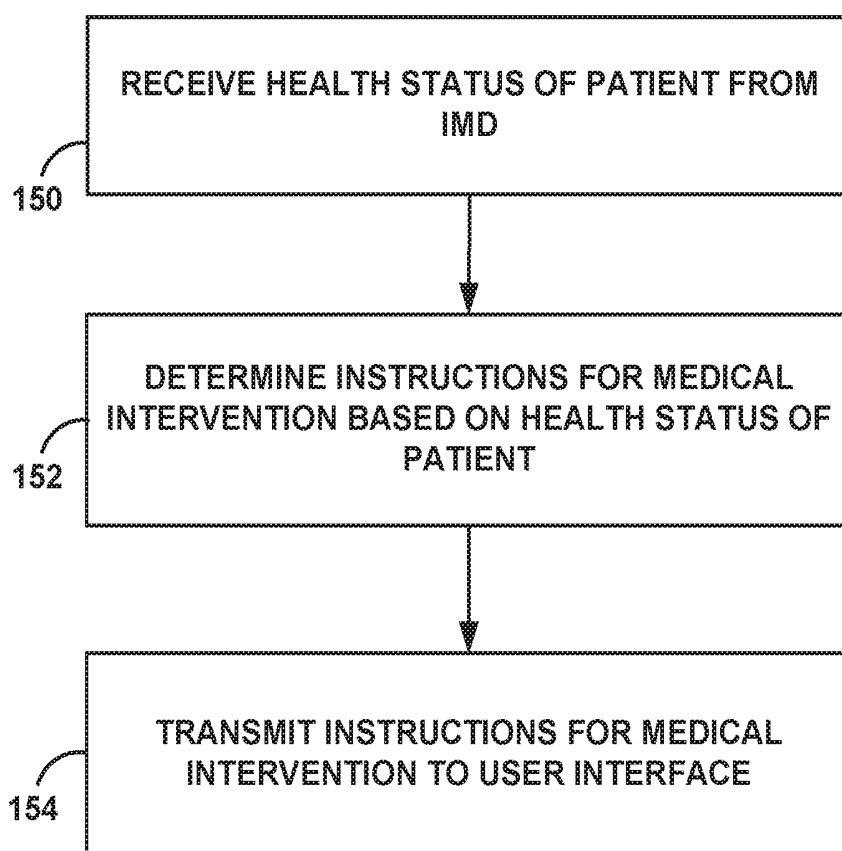 RECEIVE HEALTH STATUS OF PATIENT FROM
IMD
150
DETERMINE INSTRUCTIONS FOR MEDICAL
INTERVENTION BASED ON HEALTH STATUS OF
PATIENT
152
TRANSMIT INSTRUCTIONS FOR MEDICAL
INTERVENTION TO USER INTERFACE
154